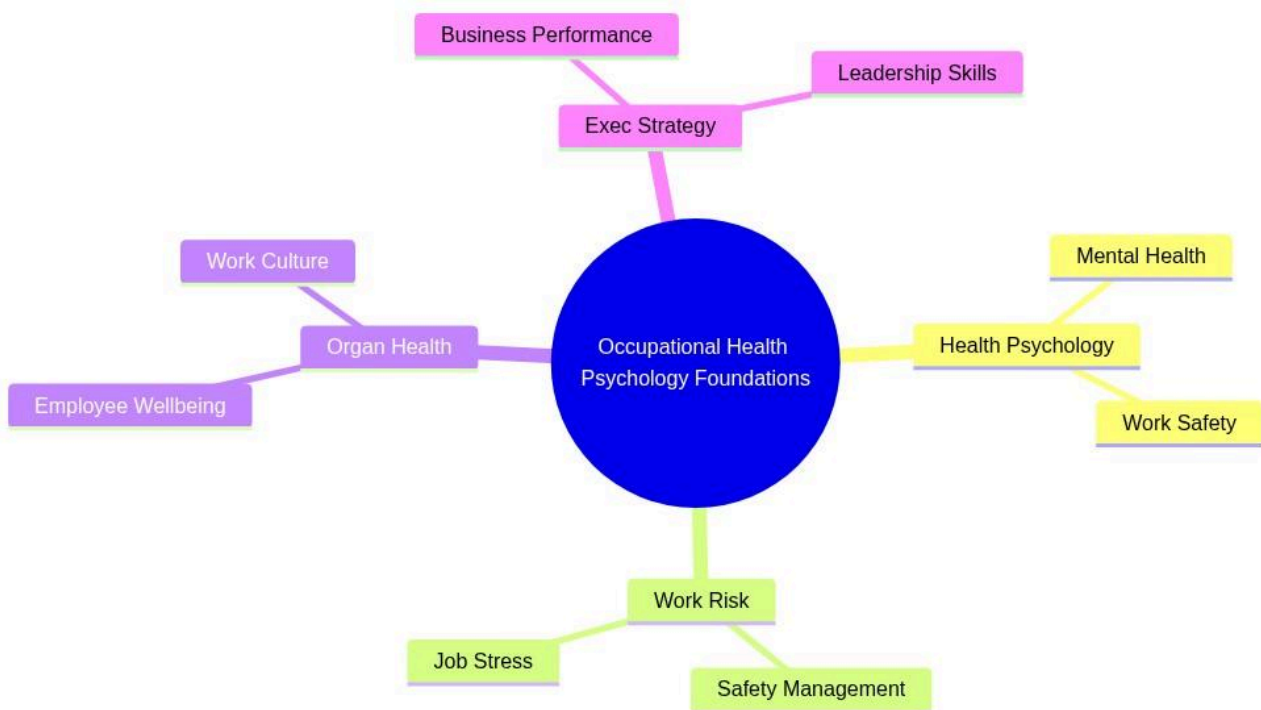 Business Performance
Leadership Skills
Exec Strategy
Work Culture
Mental Health
Organ Health
Health Psychology
Occupational Health
Psychology Foundations
Employee Wellbeing
Work Safety
Work Risk
Job Stress
Safety Management